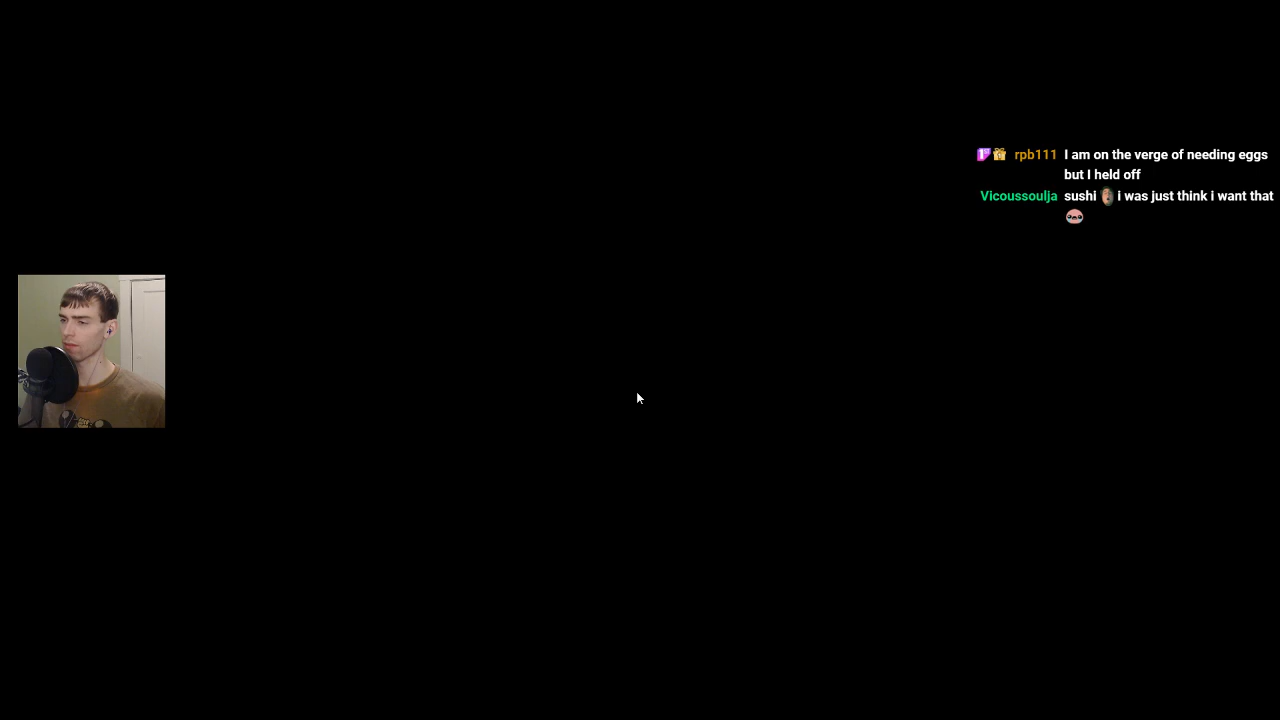 rpb111 I am on the verge of needing eggs
but I held off
Vicoussoulja sushi i was just think i want that